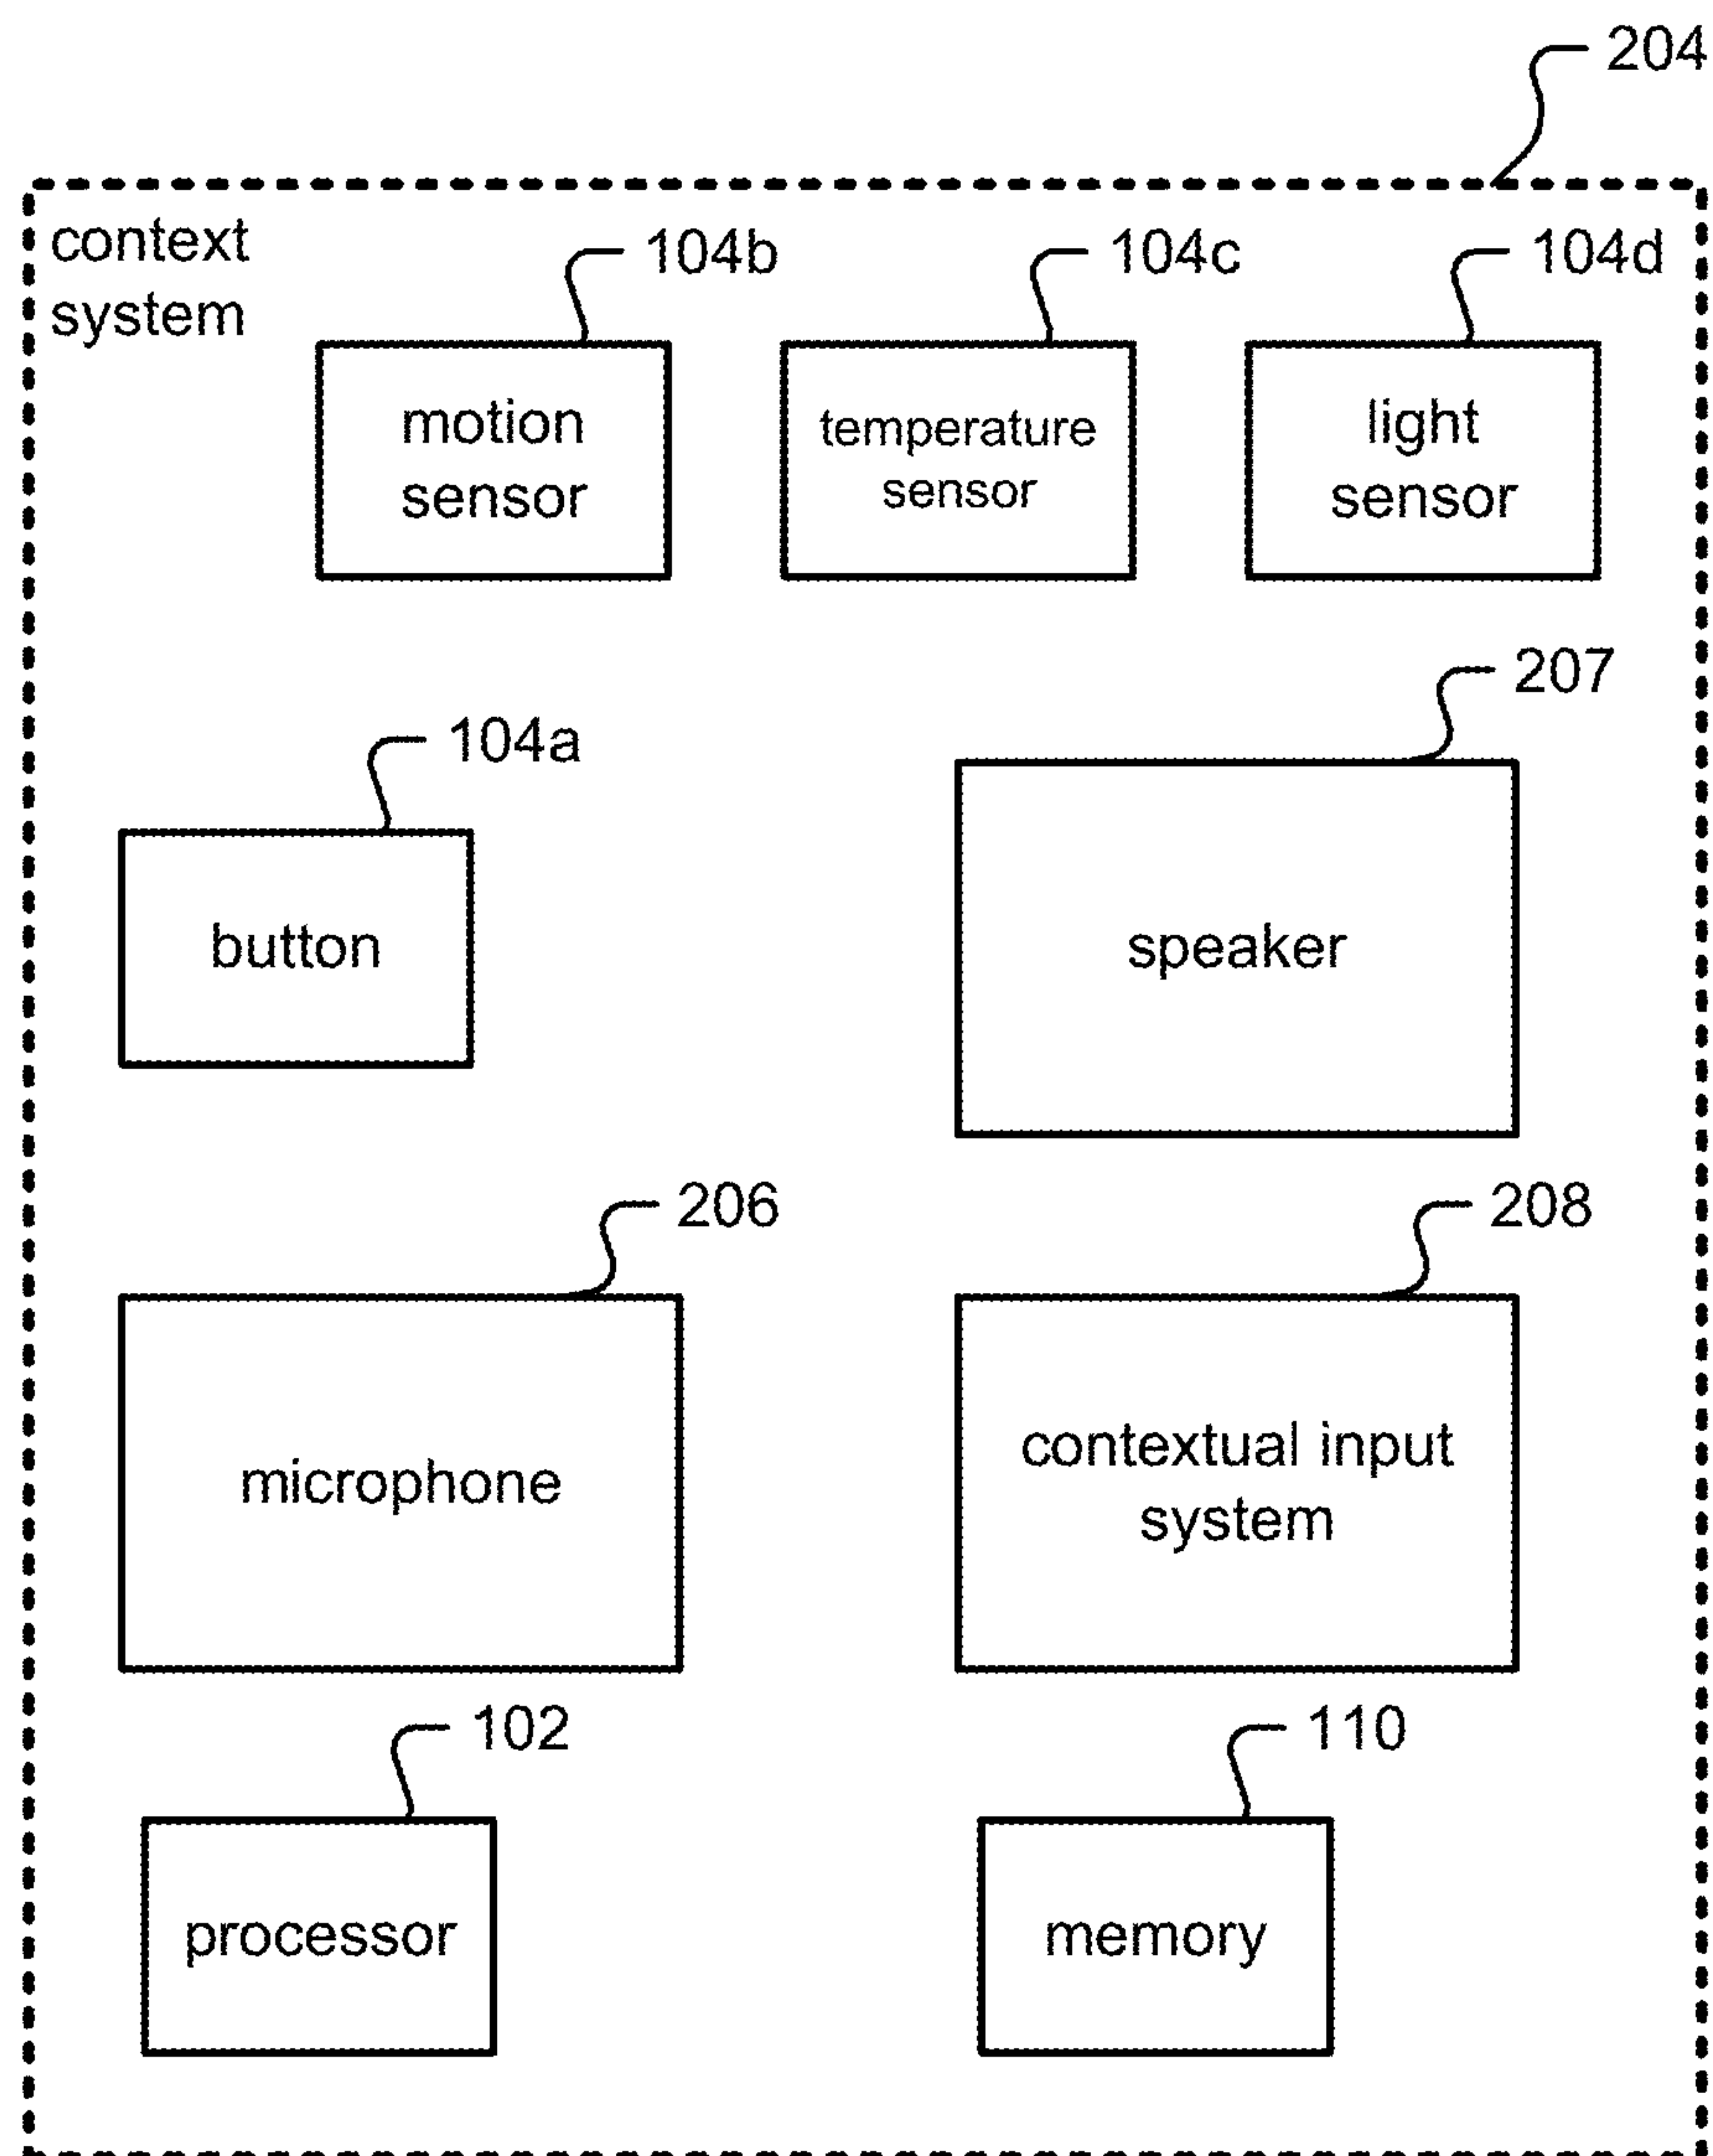 204
context
system
104b
104c
104d
motion
sensor
temperature
sensor
light
sensor
207
104a
button
speaker
206
208
microphone
contextual input
system
102
110
processor
memory